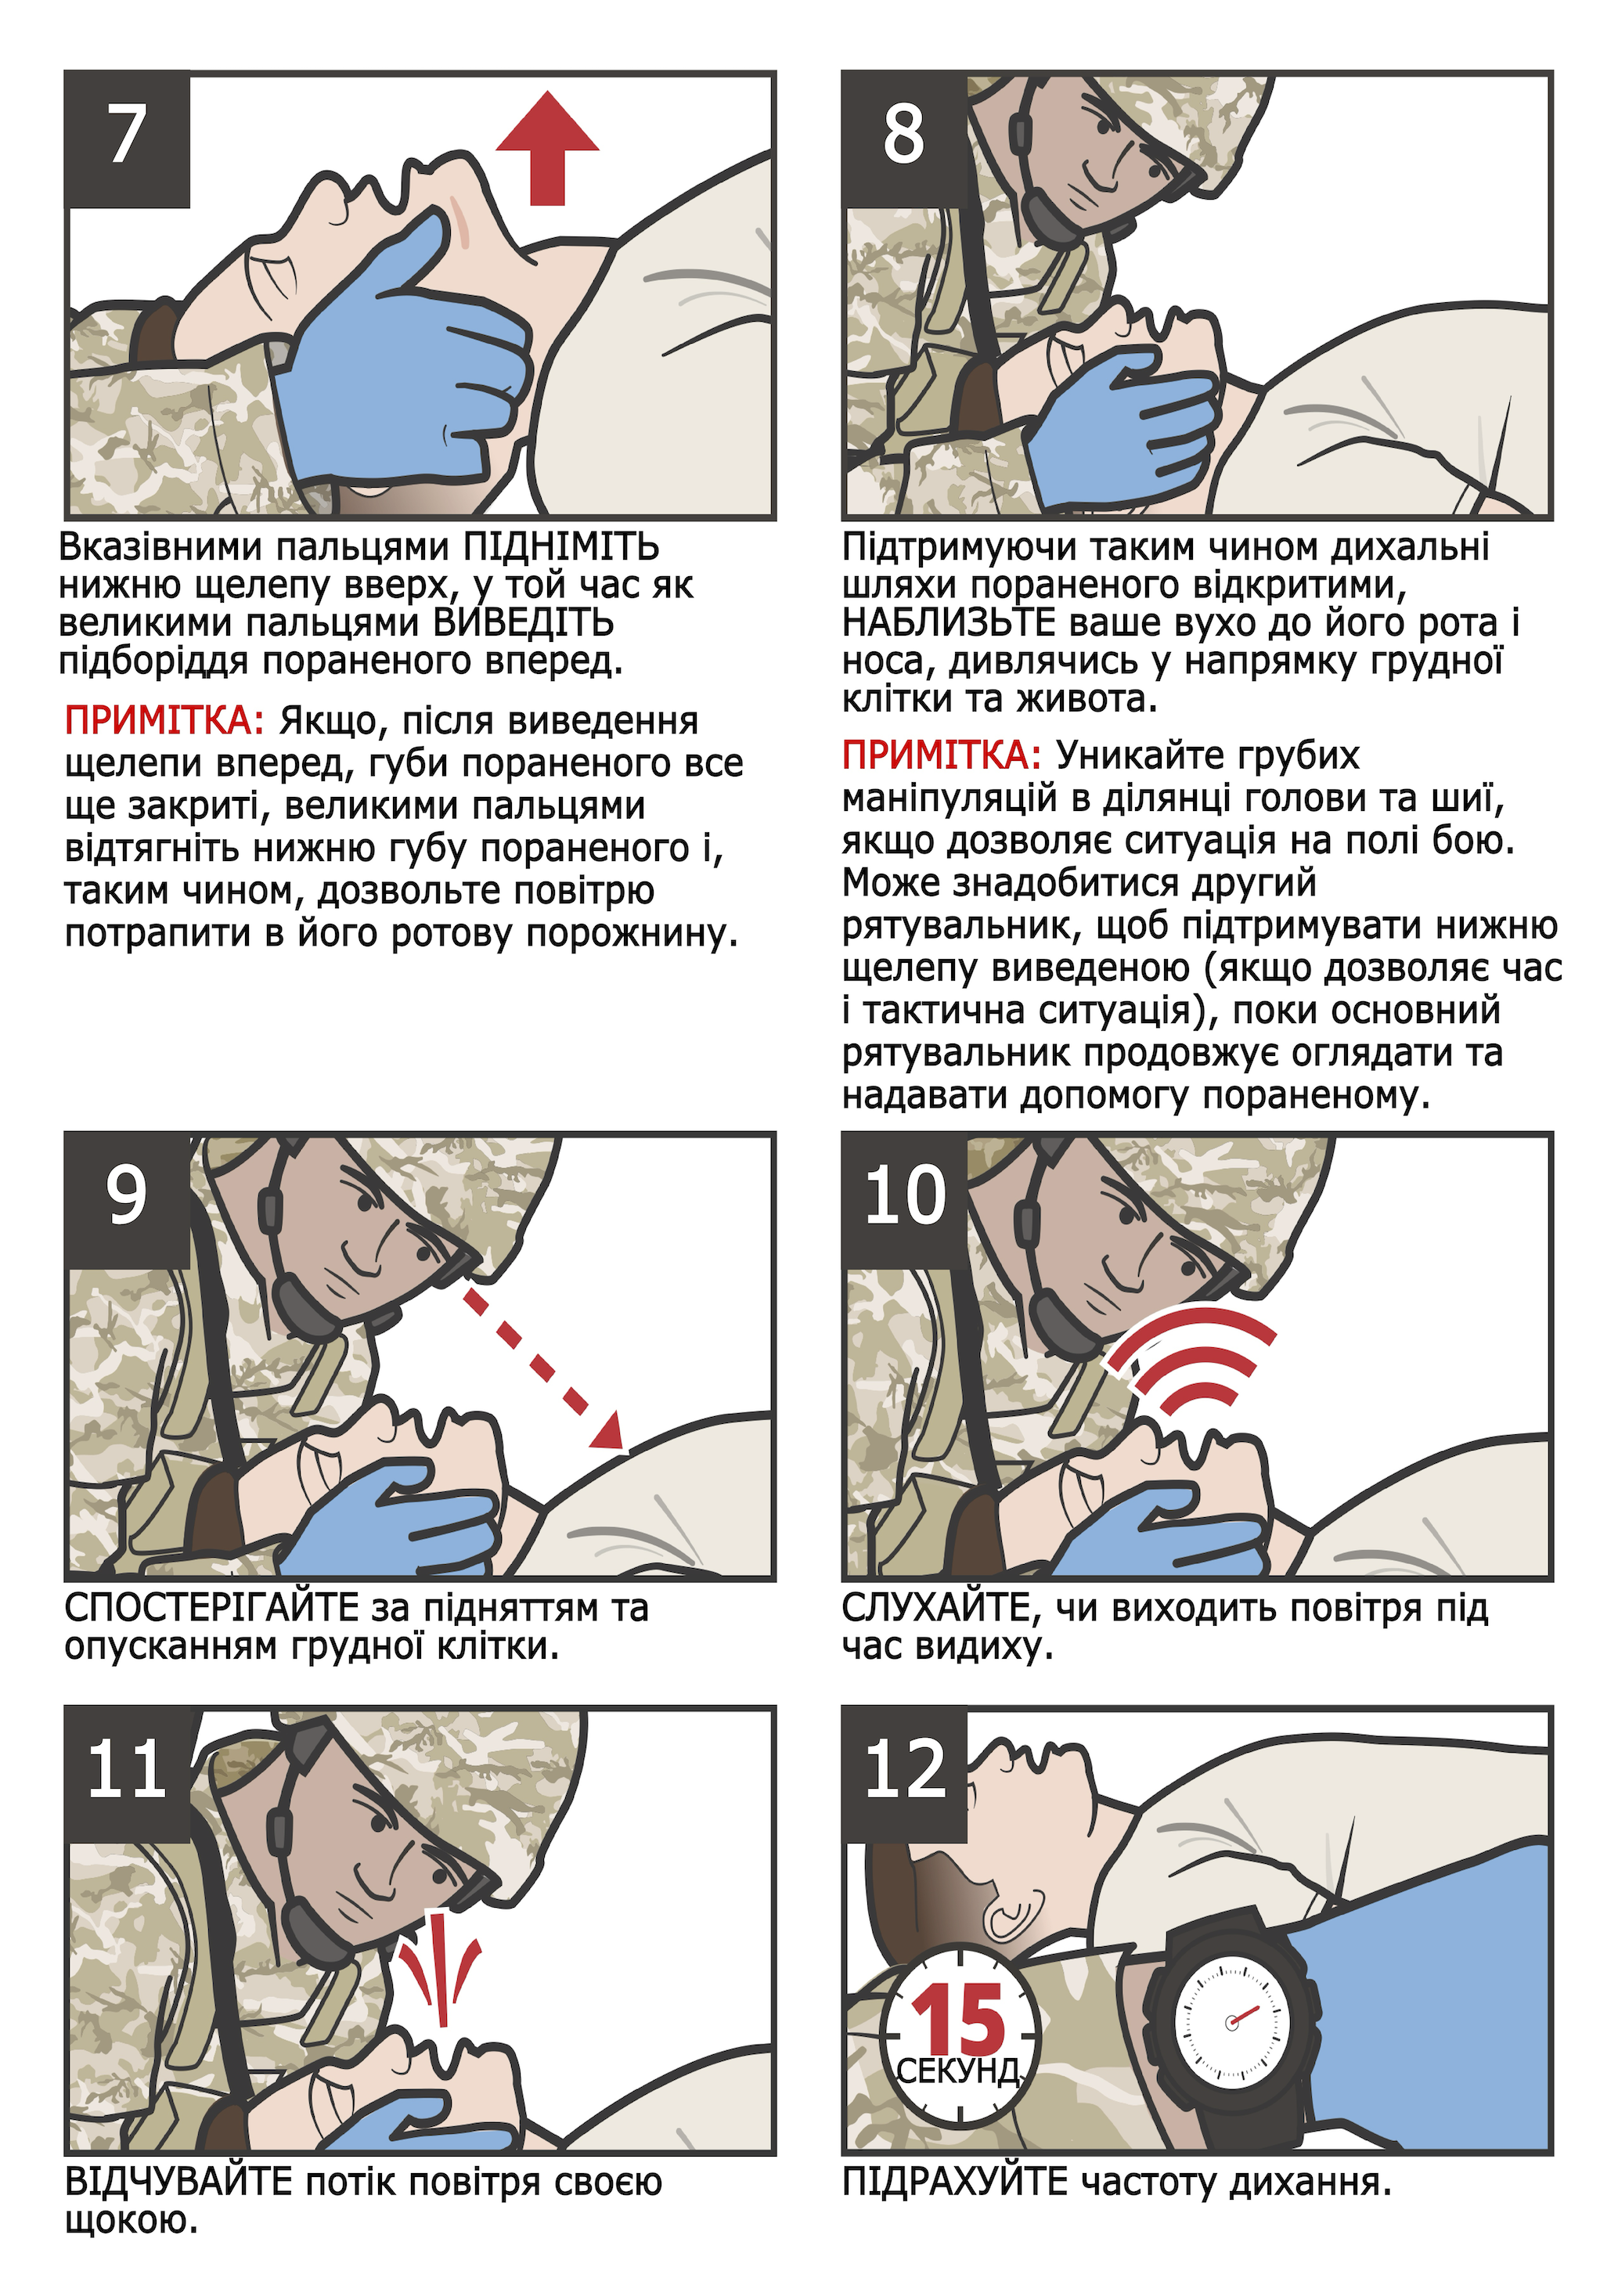 7
Вказівними пальцями ПІДНІМІТЬ
нижню щелепу вверх, у той час як
великими пальцями ВИВЕДІТЬ
підборіддя пораненого вперед.
ПРИМІТКА: Якщо, після виведення
щелепи вперед, губи пораненого все
ще закриті, великими пальцями
відтягніть нижню губу пораненого і,
таким чином, дозвольте повітрю
потрапити в його ротову порожнину.
8
Підтримуючи таким чином дихальні
шляхи пораненого відкритими,
НАБЛИЗЬТЕ ваше вухо до його рота і
носа, дивлячись у напрямку грудної
клітки та живота.
ПРИМІТКА: Уникайте грубих
маніпуляцій в ділянці голови та шиї,
якщо дозволяє ситуація на полі бою.
Може знадобитися другий
рятувальник, щоб підтримувати нижню
щелепу виведеною (якщо дозволяє час
і тактична ситуація), поки основний
рятувальник продовжує оглядати та
надавати допомогу пораненому.
9
СПОСТЕРІГАЙТЕ за підняттям та
опусканням грудної клітки.
10
СЛУХАЙТЕ, чи виходить повітря під
час видиху.
11
ВІДЧУВАЙТЕ потік повітря своєю
щокою.
12
15
СЕКУНД
ПІДРАХУЙТЕ частоту дихання.